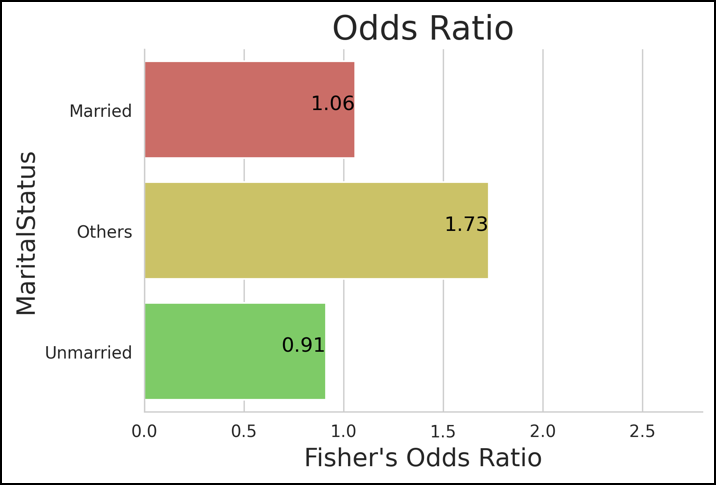 Odds Ratio
MaritalStatus
Married
1.06
Others
1.73
Unmarried
0.91
0.0 0.5 1.0 1.5 2.0 2.5
Fisher's Odds Ratio